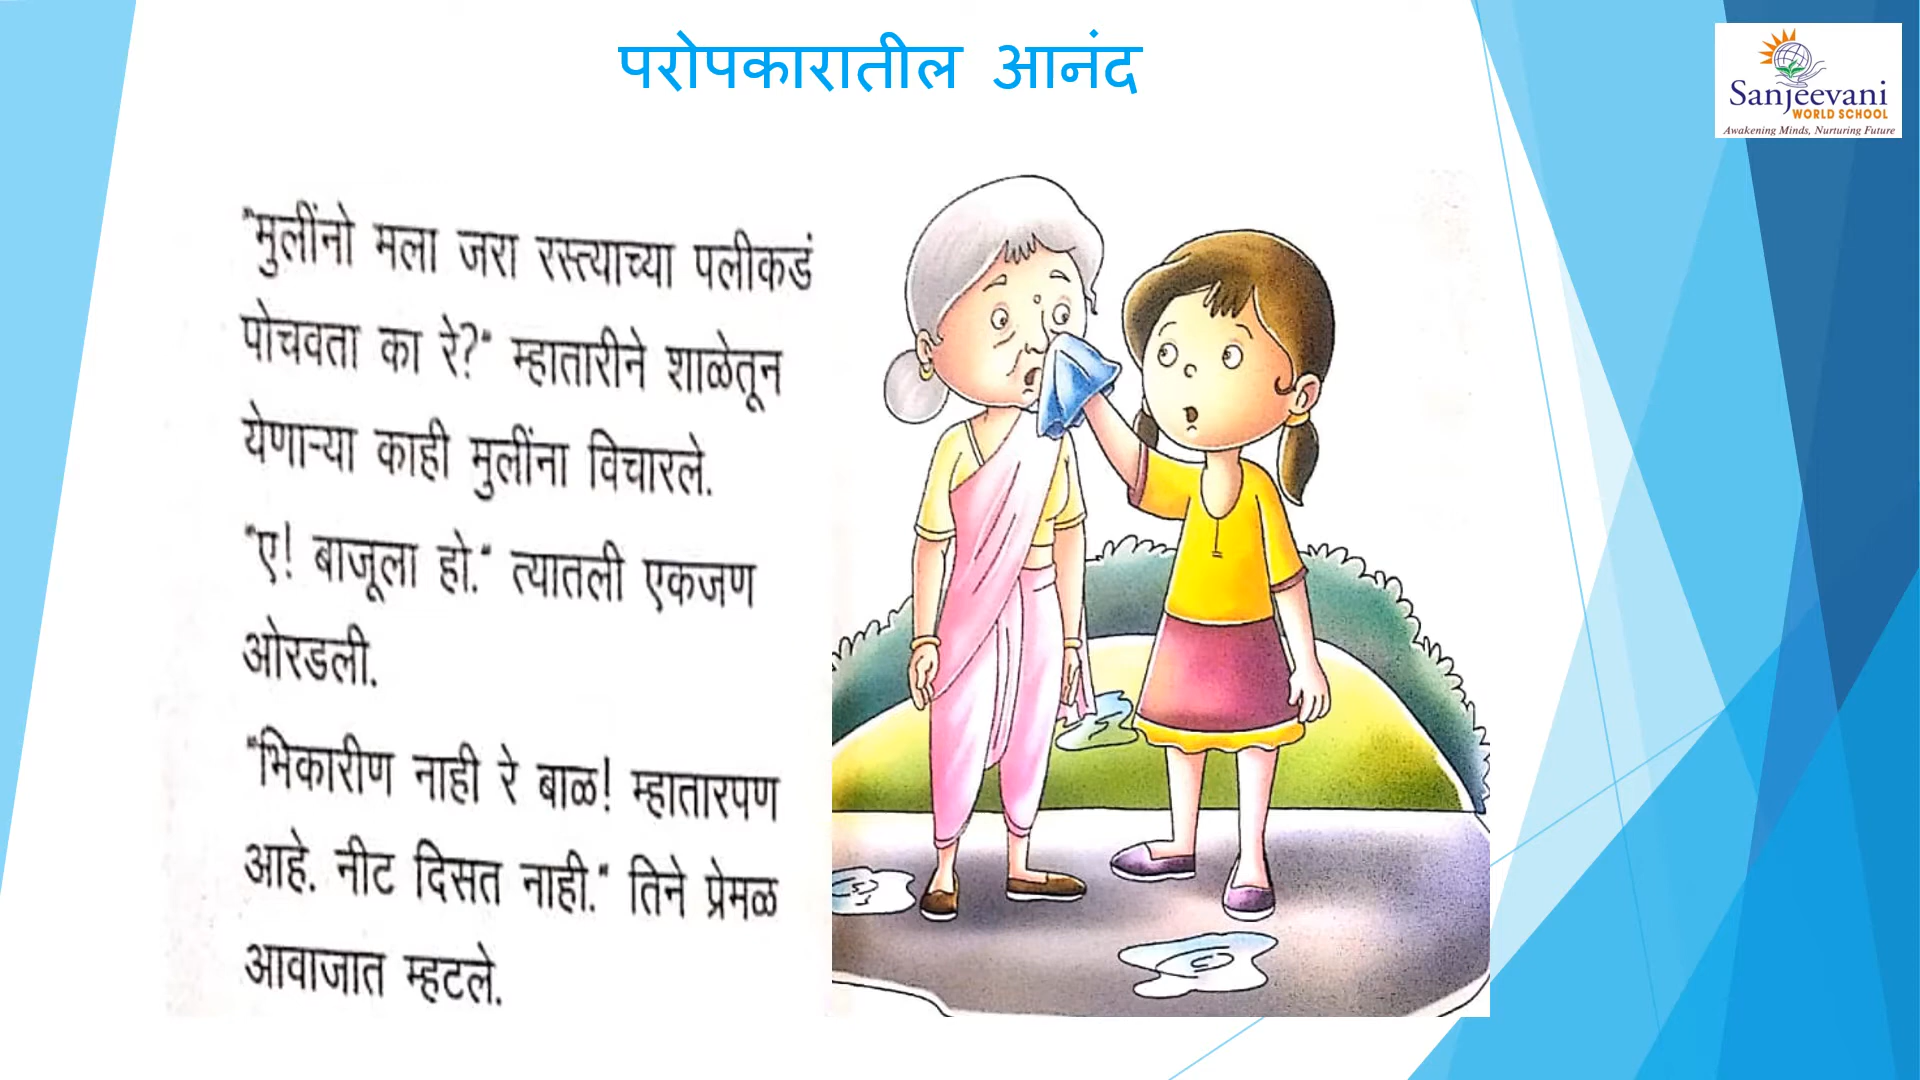 परोपकारातील आनंद
Sanjeevani
WORLD SCHOOL
Awakening Minds, Nurturing Future
"मुलींनो मला जरा रस्त्याच्या पलीकडं
पोचवता का रे?" म्हातारीने शाळेतून
येणाऱ्या काही मुलींना विचारले.
"ए! बाजूला हो." त्यातली एकजण
ओरडली.
"भिकारीण नाही रे बाळ! म्हातारपण
आहे. नीट दिसत नाही." तिने प्रेमळ
आवाजात म्हटले.